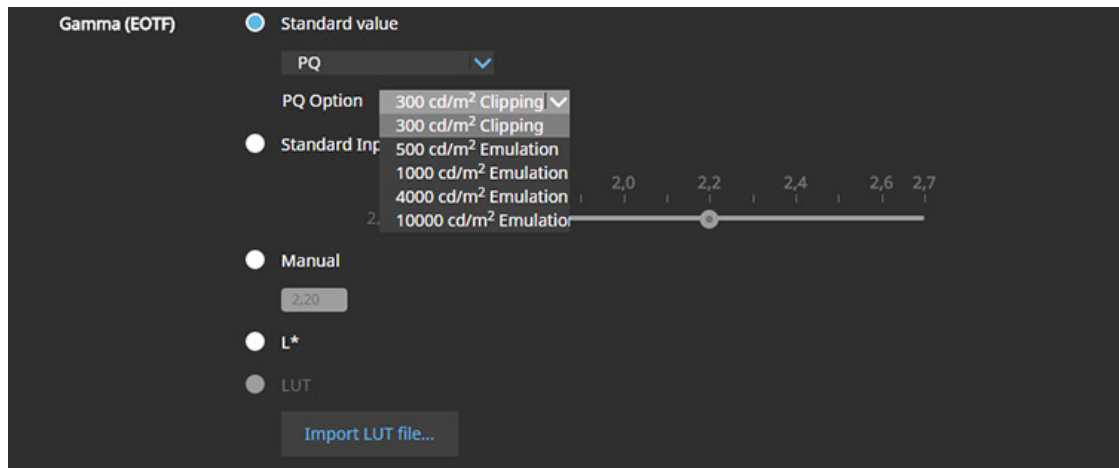 Gamma (EOTF)
Standard value
PQ
PQ Option
300 cd/m² Clipping
300 cd/m² Clipping
500 cd/m² Emulation
1000 cd/m² Emulation
4000 cd/m² Emulation
10000 cd/m² Emulation
Standard
2,0 2,2 2,4 2,6 2,7
Manual
2,20
L*
LUT
Import LUT file...